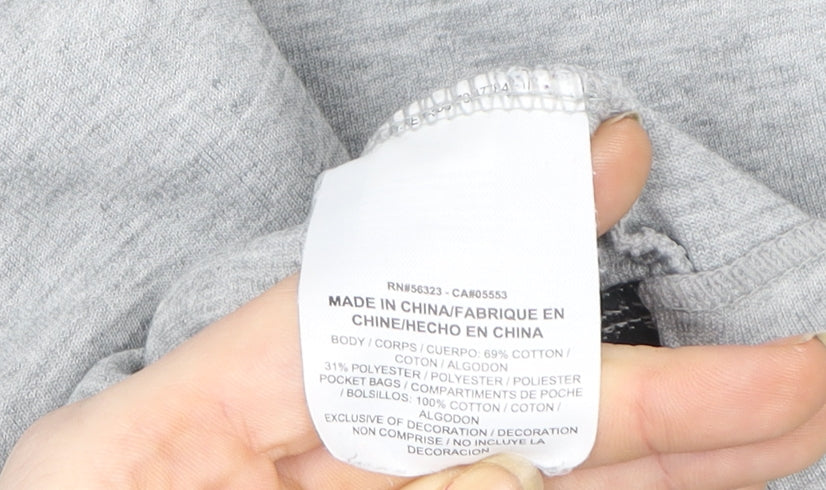 RN#56323 - CA#05553
MADE IN CHINA/FABRIQUE EN
CHINE/HECHO EN CHINA
BODY / CORPS / CUERPO: 69% COTTON /
COTON / ALGODON
31% POLYESTER / POLYESTER / POLIESTER
POCKET BAGS / COMPARTIMENTS DE POCHE
/ BOLSILLOS: 100% COTTON / COTON /
ALGODON
EXCLUSIVE OF DECORATION / DECORATION
NON COMPRISE / NO INCLUYE LA
DECORACION